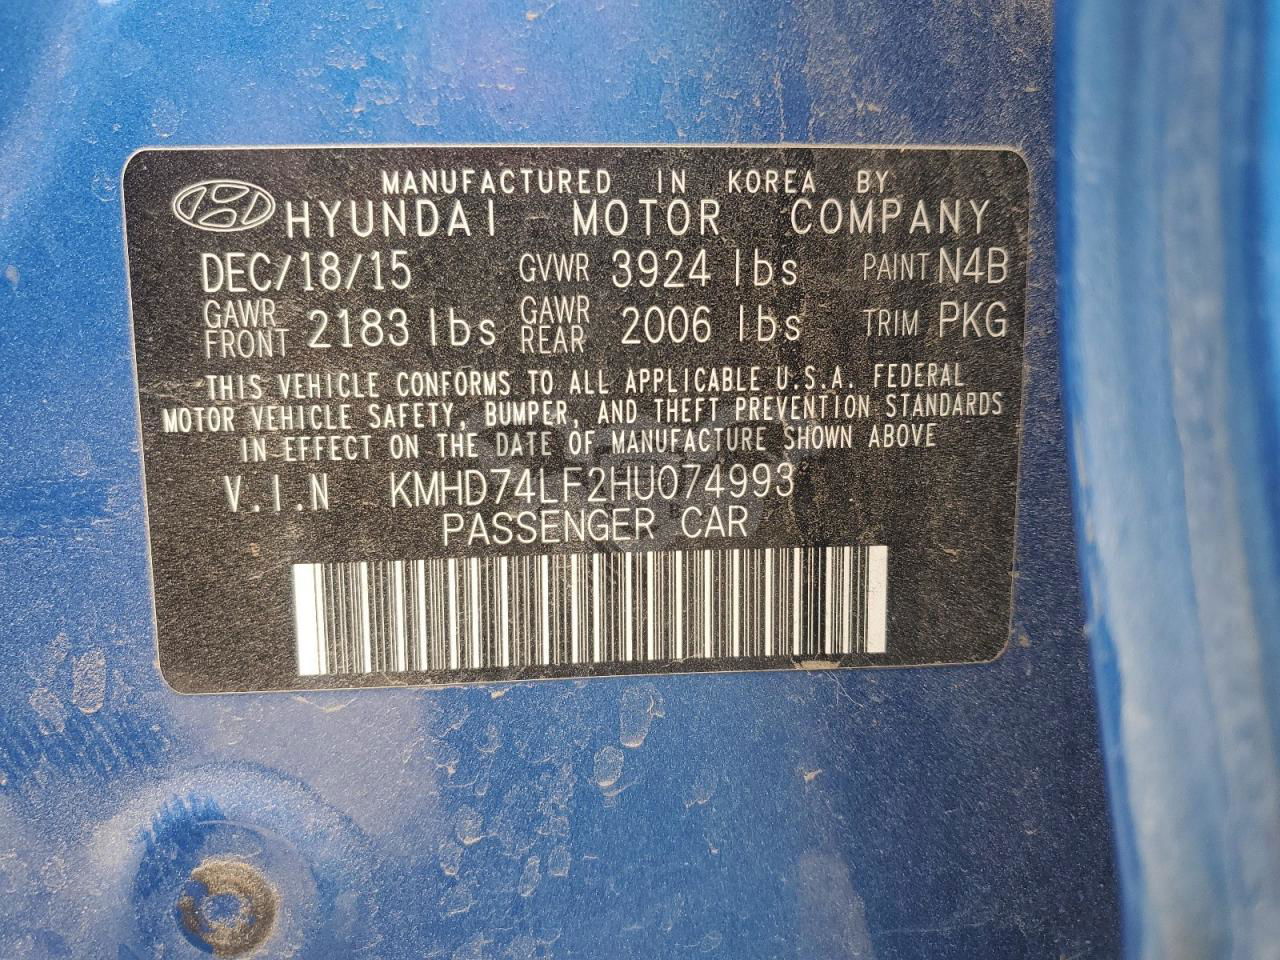 MANUFACTURED IN KOREA BY
HYUNDAI MOTOR COMPANY
DEC/18/15 GVWR 3924 lbs PAINT N4B
GAWR FRONT 2183 lbs GAWR REAR 2006 lbs TRIM PKG
THIS VEHICLE CONFORMS TO ALL APPLICABLE U.S.A. FEDERAL
MOTOR VEHICLE SAFETY, BUMPER, AND THEFT PREVENTION STANDARDS
IN EFFECT ON THE DATE OF MANUFACTURE SHOWN ABOVE
V.I.N KMHD74LF2HU074993
PASSENGER CAR